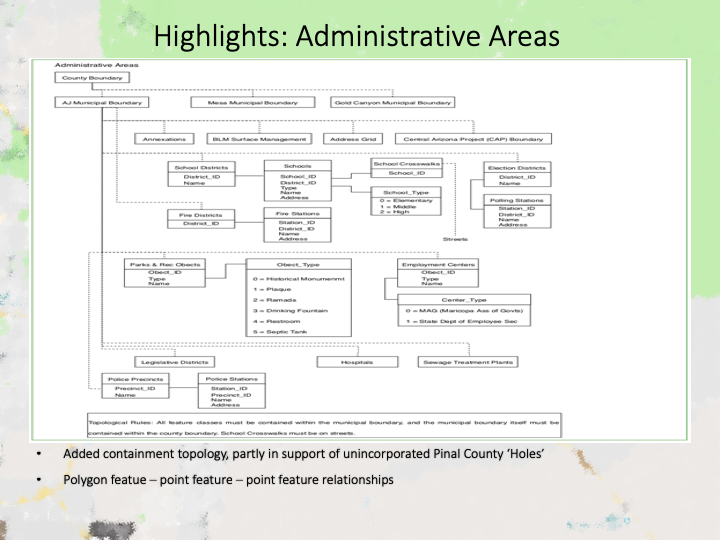 Highlights: Administrative Areas
Administrative Areas
County Boundary
AJ Municipal Boundary
Mesa Municipal Boundary
Gold Canyon Municipal Boundary
Annexations
BLM Surface Management
Address Grid
Central Arizona Project (CAP) Boundary
School Districts
District_ID
Name
Schools
School_ID
District_ID
Type
Name
Address
School Crosswalks
School_ID
School_Type
0 = Elementary
1 = Middle
2 = High
Election Districts
District_ID
Name
Polling Stations
Station_ID
District_ID
Name
Address
Fire Districts
District_ID
Fire Stations
Station_ID
District_ID
Name
Address
Streets
Parks & Rec Obects
Obect_ID
Type
Name
Obect_Type
0 = Historical Monumenmt
1 = Plaque
2 = Ramada
3 = Drinking Fountain
4 = Restroom
5 = Septic Tank
Employment Centers
Obect_ID
Type
Name
Center_Type
0 = MAG (Maricopa Ass of Govts)
1 = State Dept of Employee Sec
Legislative Districts
Hospitals
Sewage Treatment Plants
Police Precincts
Precinct_ID
Name
Police Stations
Station_ID
Precinct_ID
Name
Address
Topological Rules: All feature classes must be contained within the municipal boundary, and the municipal boundary itself must be
contained within the county boundary. School Crosswalks must be on streets.
• Added containment topology, partly in support of unincorporated Pinal County ‘Holes’
• Polygon featue – point feature – point feature relationships